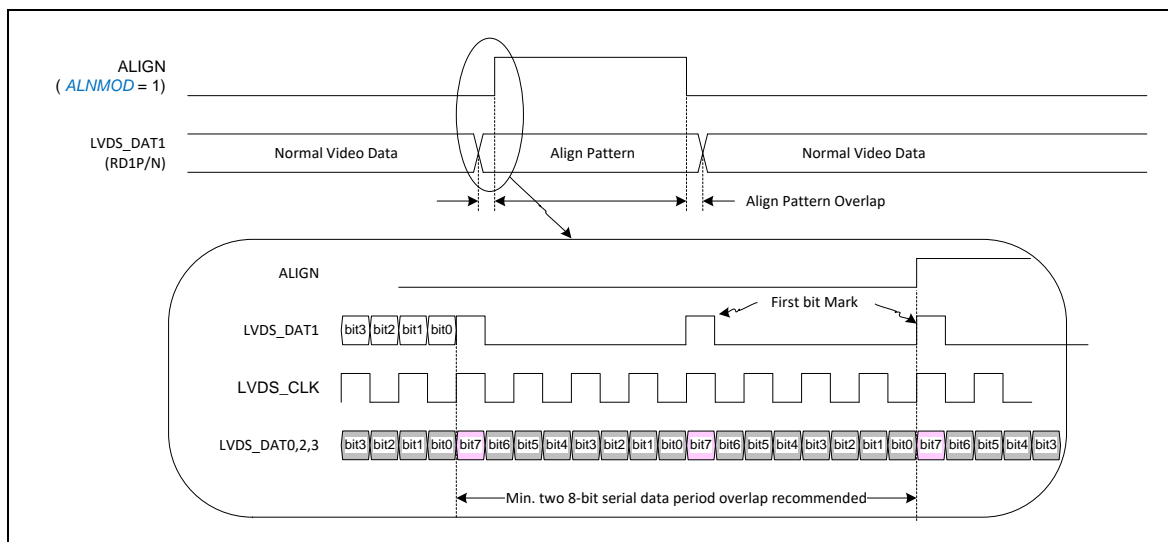 ALIGN
( ALNMOD = 1)
LVDS_DAT1
(RD1P/N)
Normal Video Data
Align Pattern
Normal Video Data
Align Pattern Overlap
ALIGN
First bit Mark
LVDS_DAT1
bit3 bit2 bit1 bit0
LVDS_CLK
LVDS_DAT0,2,3
bit3 bit2 bit1 bit0 bit7 bit6 bit5 bit4 bit3 bit2 bit1 bit0 bit7 bit6 bit5 bit4 bit3 bit2 bit1 bit0 bit7 bit6 bit5 bit4 bit3
Min. two 8-bit serial data period overlap recommended